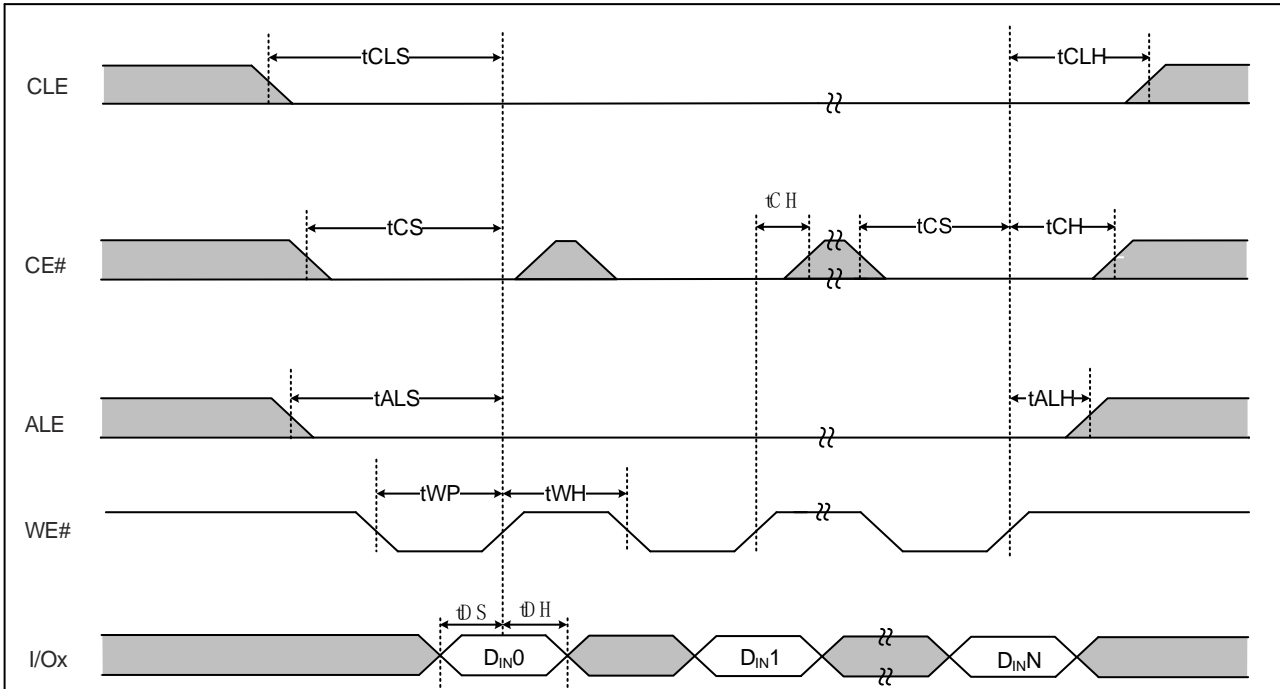 tCLS
tCLH
CLE
tCH
tCS
tCS
tCH
CE#
tALS
tALH
ALE
tWP
tWH
WE#
tDS
tDH
I/Ox
DIN0
DIN1
DINN